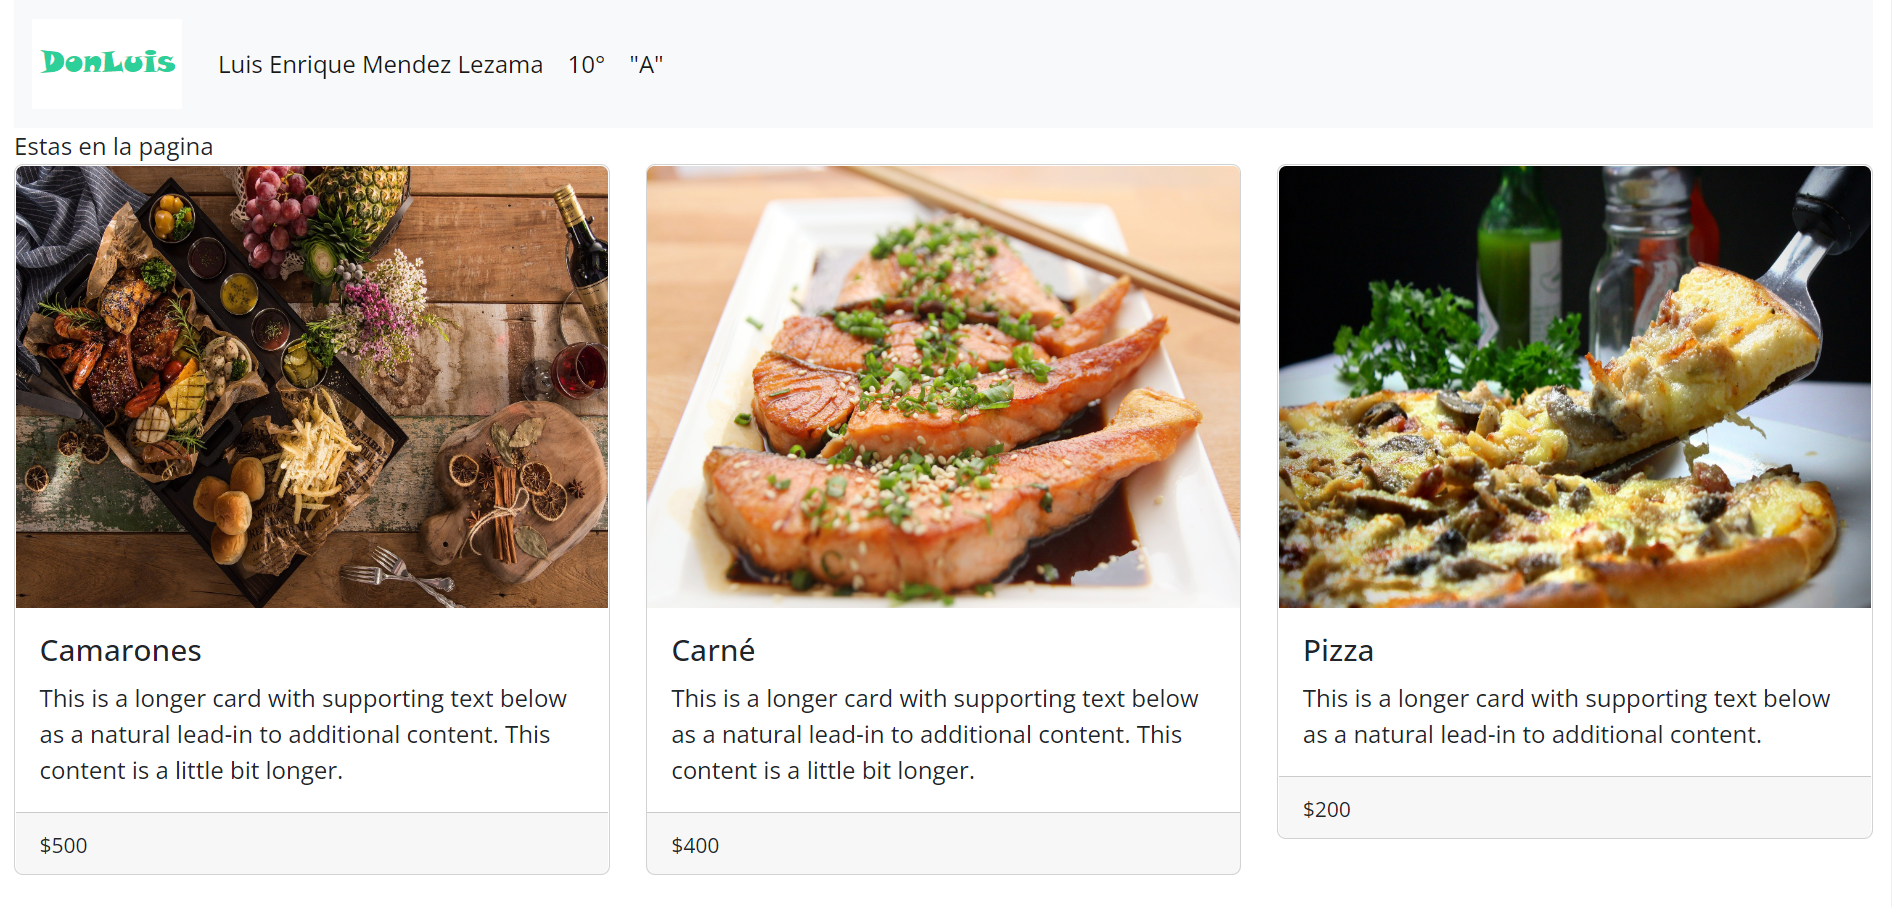 DonLuis
Luis Enrique Mendez Lezama 10° "A"
Estas en la pagina
Camarones
This is a longer card with supporting text below
as a natural lead-in to additional content. This
content is a little bit longer.
$500
Carné
This is a longer card with supporting text below
as a natural lead-in to additional content. This
content is a little bit longer.
$400
Pizza
This is a longer card with supporting text below
as a natural lead-in to additional content.
$200